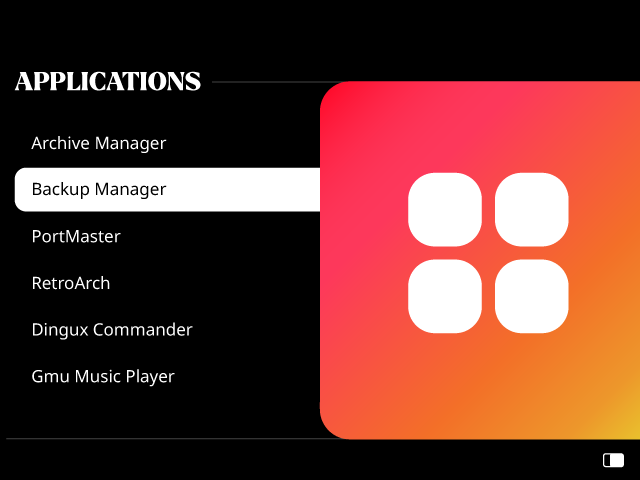 APPLICATIONS
Archive Manager
Backup Manager
PortMaster
RetroArch
Dingux Commander
Gmu Music Player